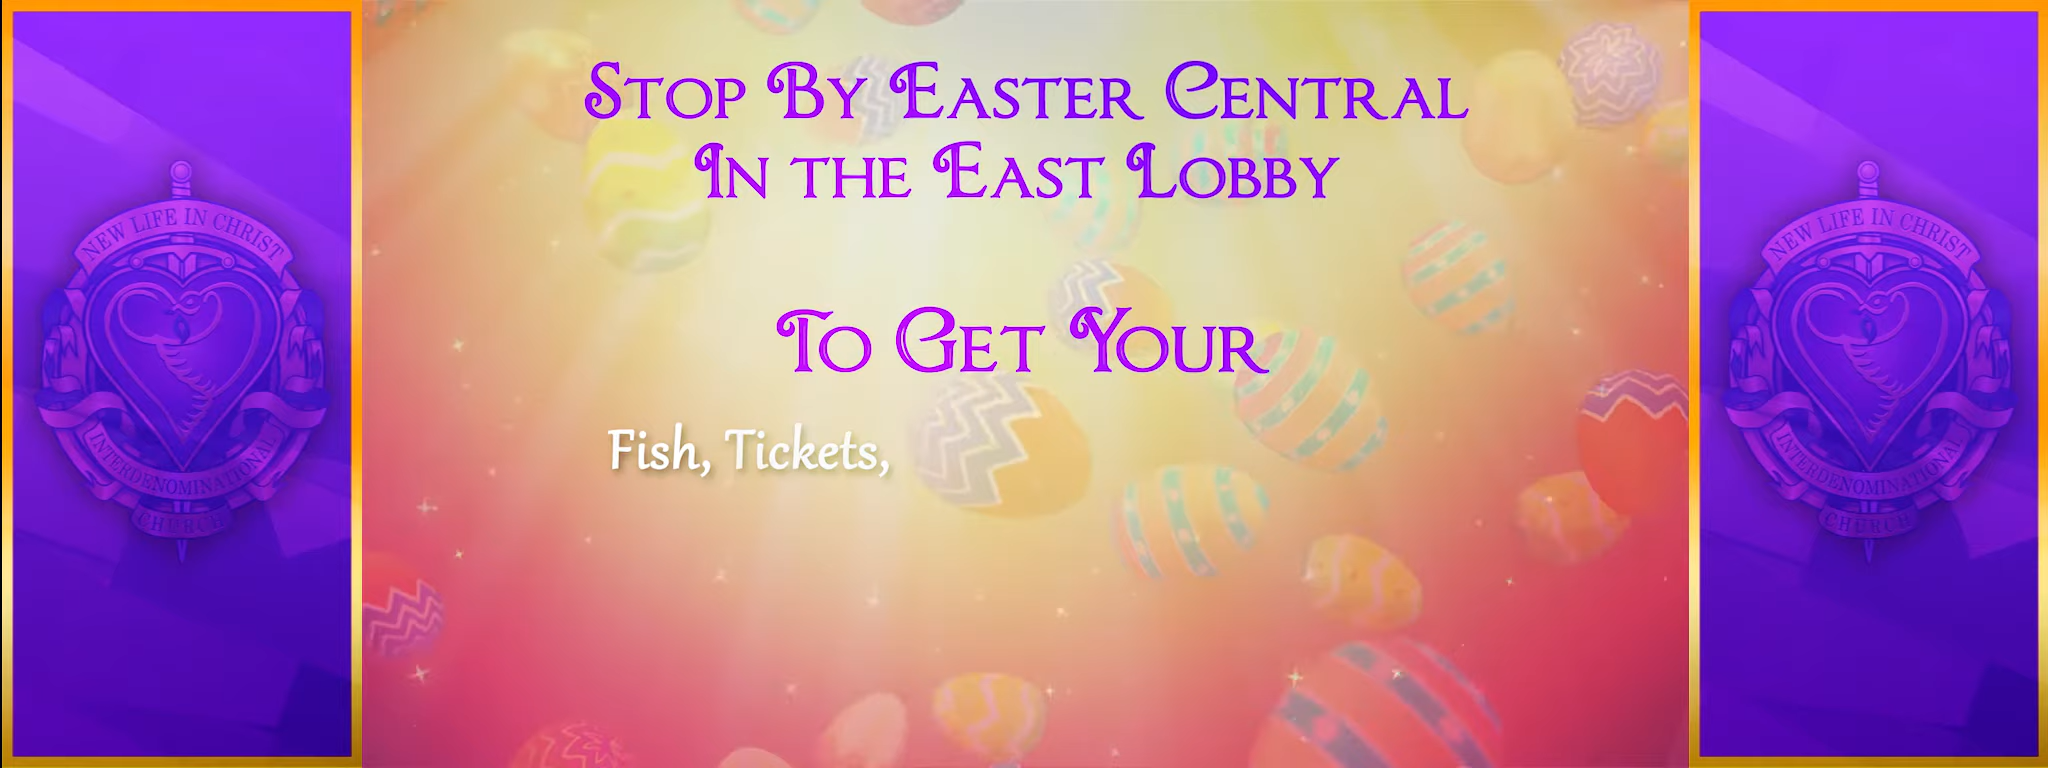 Stop By Easter Central
In the East Lobby
To Get Your
Fish, Tickets,
NEW LIFE IN CHRIST
INTERDENOMINATIONAL
CHURCH
NEW LIFE IN CHRIST
INTERDENOMINATIONAL
CHURCH